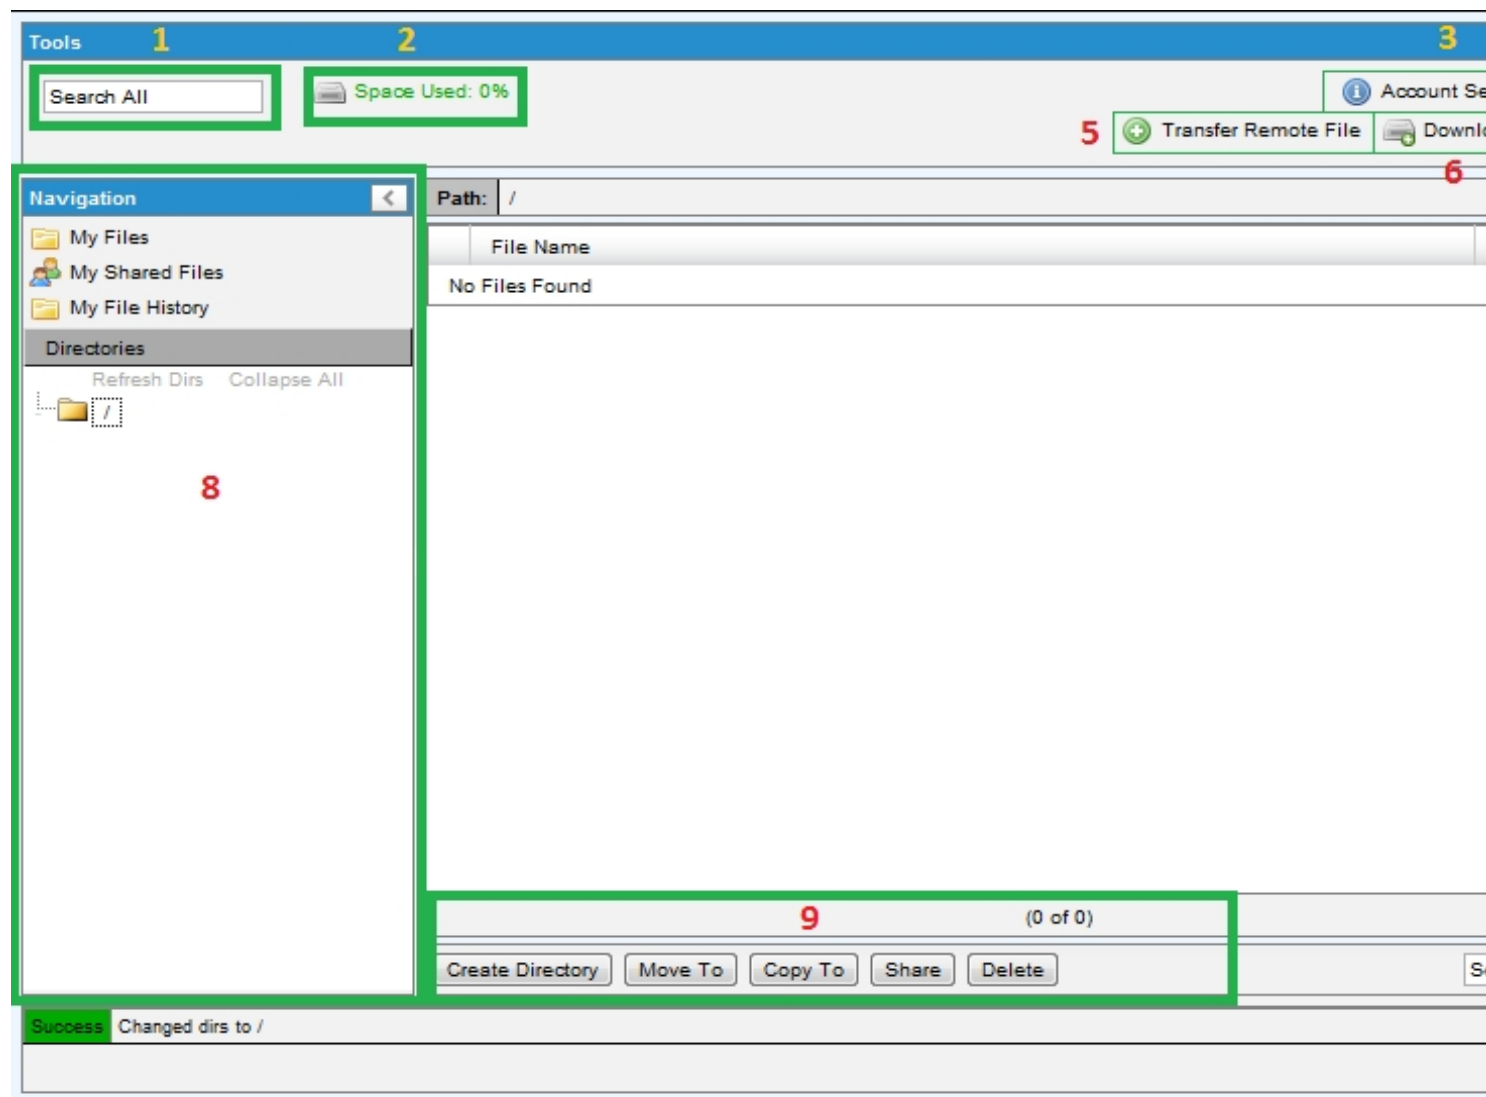 Tools 1 2 3
Search All Space Used: 0% Account Se
5 Transfer Remote File Downlo
6
Navigation < Path: /
My Files
File Name
My Shared Files
No Files Found
My File History
Directories
Refresh Dirs Collapse All
/
8
9 (0 of 0)
Create Directory Move To Copy To Share Delete S
Success Changed dirs to /